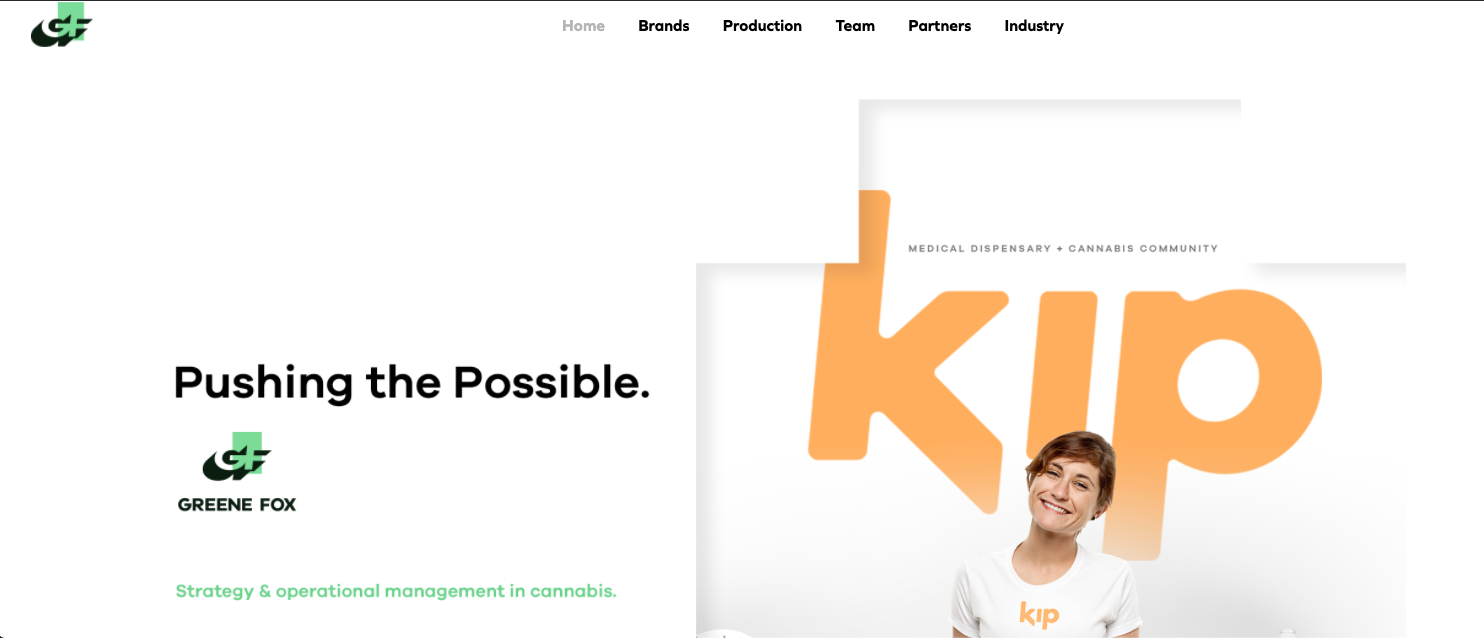 GF
Home Brands Production Team Partners Industry
MEDICAL DISPENSARY + CANNABIS COMMUNITY
kip
Pushing the Possible.
GF
GREENE FOX
Strategy & operational management in cannabis.
kip